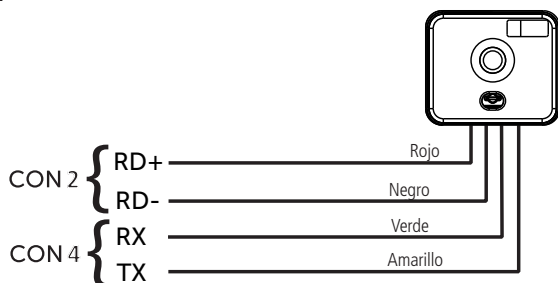 Rojo
CON 2 { RD+
Negro
RD-
Verde
CON 4 { RX
Amarillo
TX